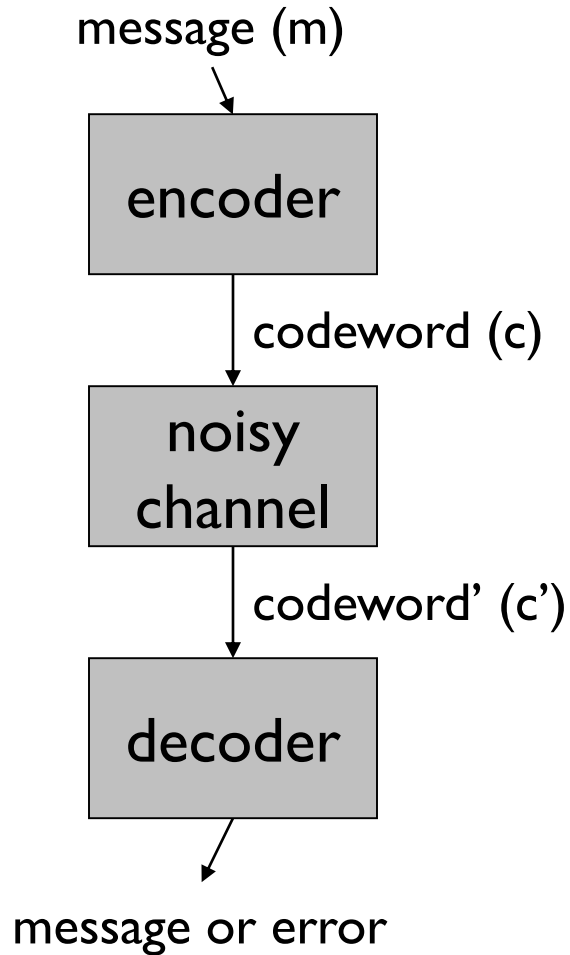 message (m)
encoder
codeword (c)
noisy
channel
codeword’ (c’)
decoder
message or error